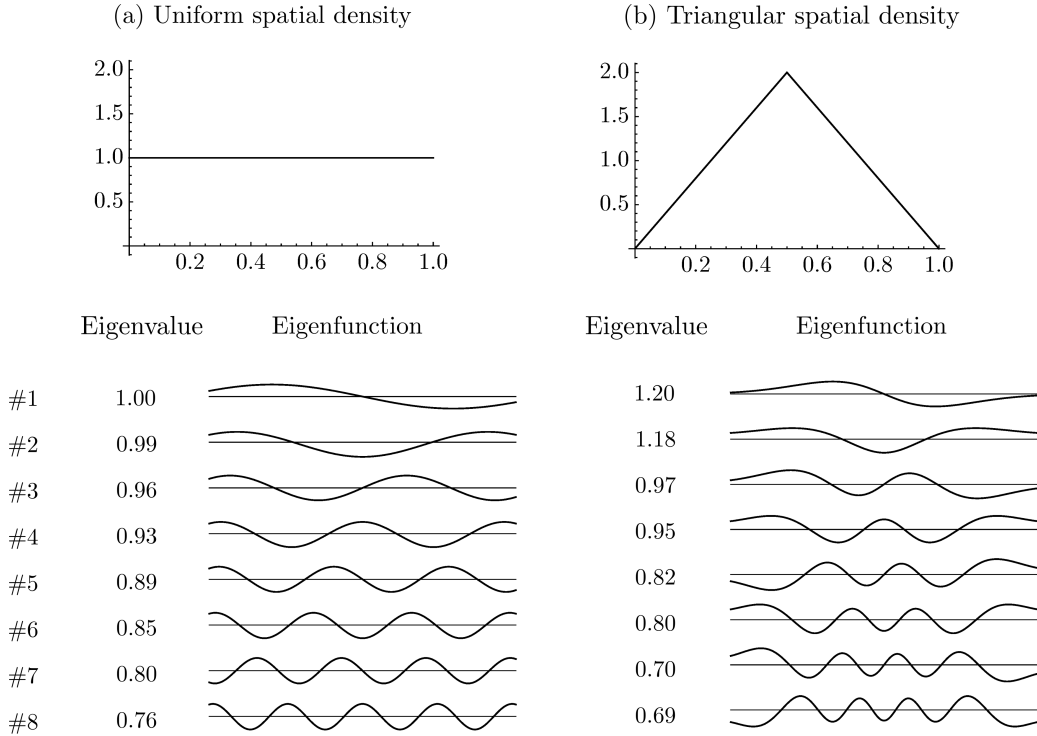 (a) Uniform spatial density
2.0
1.5
1.0
0.5
0.2 0.4 0.6 0.8 1.0
(b) Triangular spatial density
2.0
1.5
1.0
0.5
0.2 0.4 0.6 0.8 1.0
Eigenvalue Eigenfunction Eigenvalue Eigenfunction
#1 1.00 1.20
#2 0.99 1.18
#3 0.96 0.97
#4 0.93 0.95
#5 0.89 0.82
#6 0.85 0.80
#7 0.80 0.70
#8 0.76 0.69